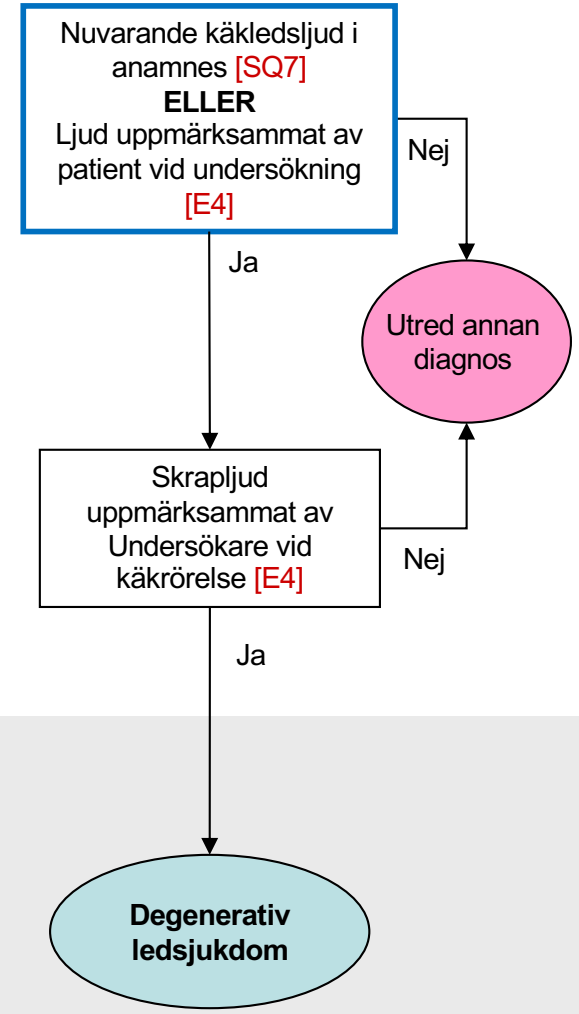 Nuvarande käkledsljud i
anamnes [SQ7]
ELLER
Ljud uppmärksammat av
patient vid undersökning
[E4]
Nej
Ja
Utred annan
diagnos
Skrapljud
uppmärksammat av
Undersökare vid
käkrörelse [E4]
Nej
Ja
Degenerativ
ledsjukdom